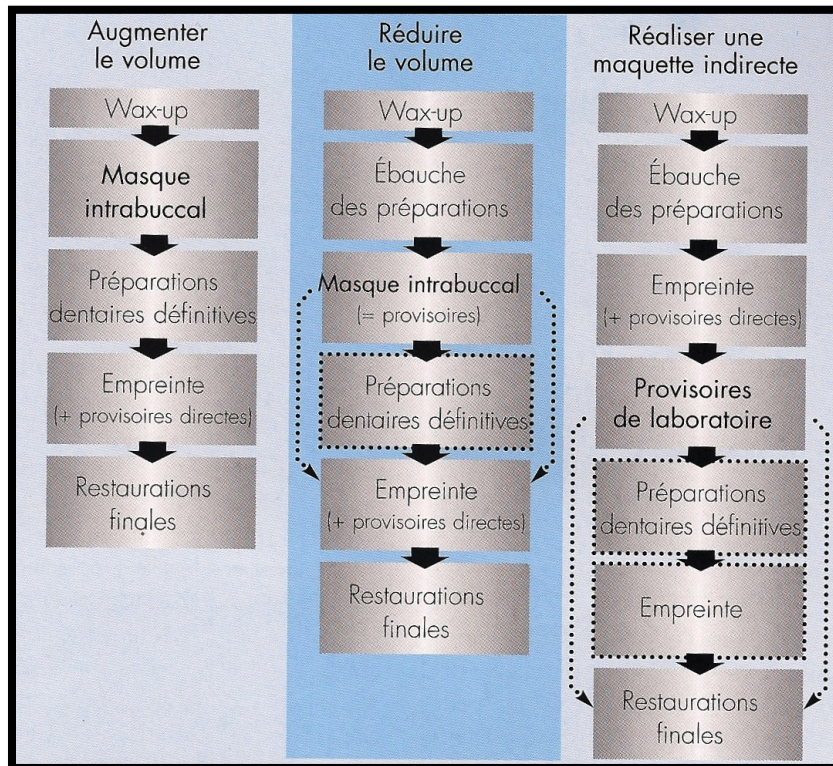 Augmenter
le volume
Wax-up
Masque
intrabuccal
Préparations
dentaires définitives
Empreinte
(+ provisoires directes)
Restaurations
finales
Réduire
le volume
Wax-up
Ébauche
des préparations
Masque intrabuccal
(= provisoires)
Préparations
dentaires définitives
Empreinte
(+ provisoires directes)
Restaurations
finales
Réaliser une
maquette indirecte
Wax-up
Ébauche
des préparations
Empreinte
(+ provisoires directes)
Provisoires
de laboratoire
Préparations
dentaires définitives
Empreinte
Restaurations
finales